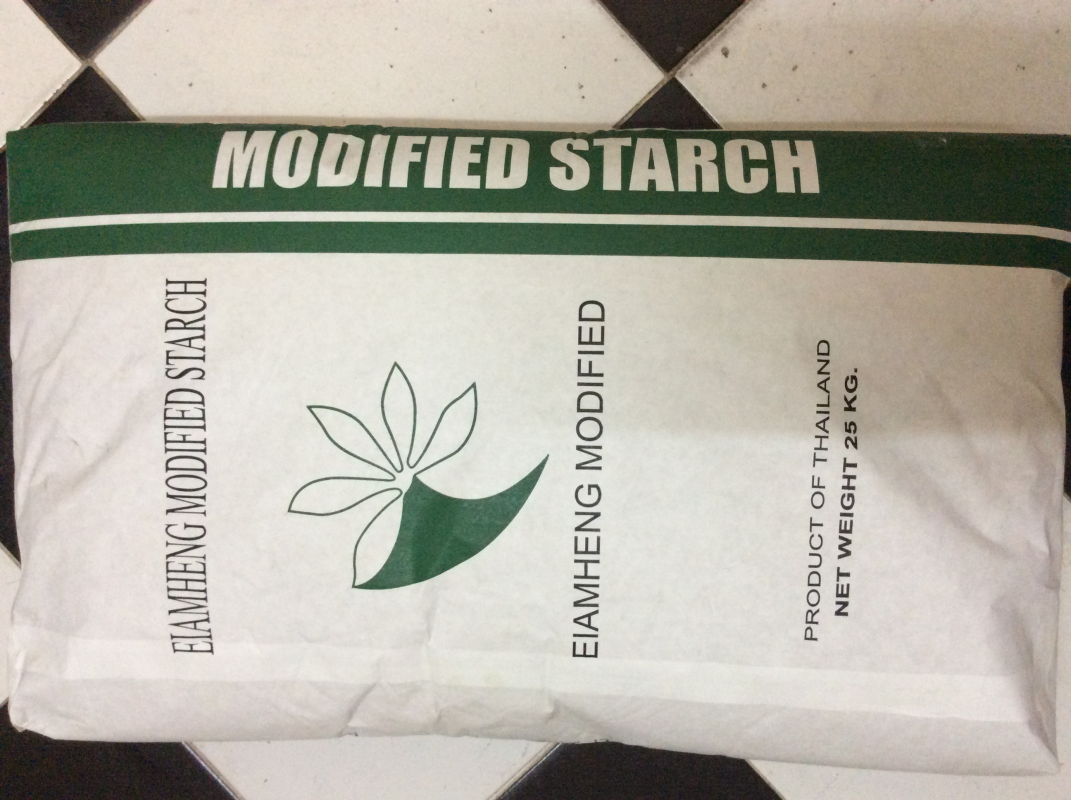 MODIFIED STARCH
EIAMHENG MODIFIED STARCH
EIAMHENG MODIFIED
PRODUCT OF THAILAND
NET WEIGHT 25 KG.